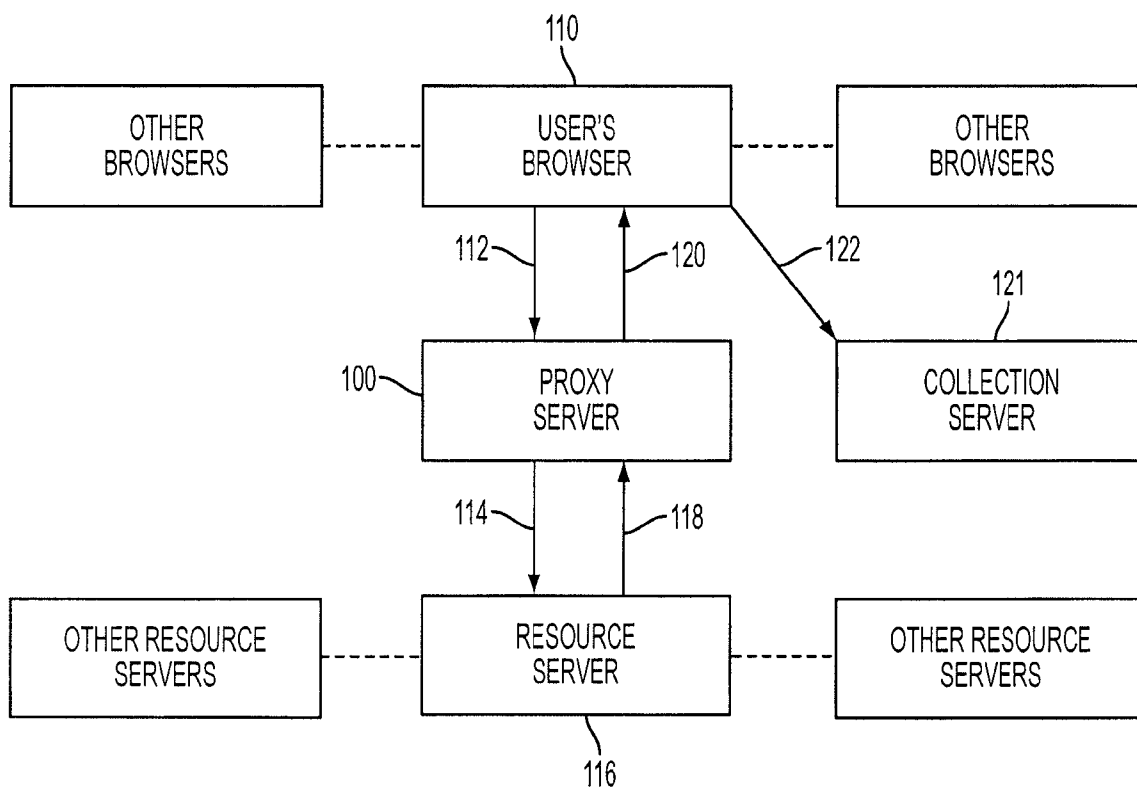 110
OTHER
BROWSERS
USER'S
BROWSER
OTHER
BROWSERS
112
120
122
121
100
PROXY
SERVER
COLLECTION
SERVER
114
118
OTHER RESOURCE
SERVERS
RESOURCE
SERVER
OTHER RESOURCE
SERVERS
116